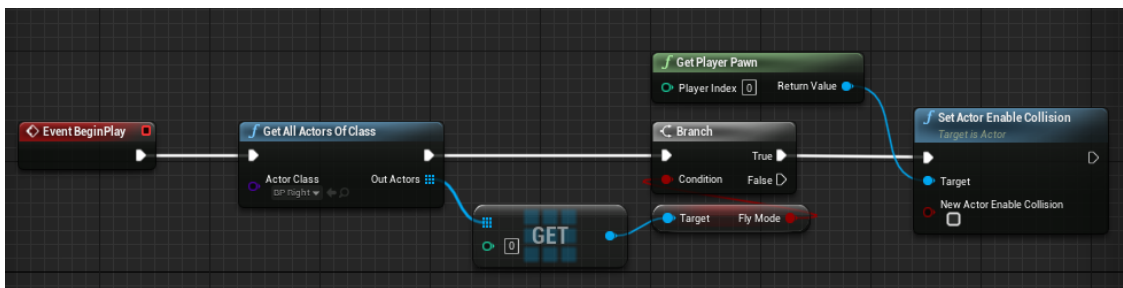 Get Player Pawn
Player Index 0 Return Value
Event BeginPlay
Get All Actors Of Class
Branch
Set Actor Enable Collision
Target is Actor
True
Actor Class Out Actors
BP Right
Condition False
Target
New Actor Enable Collision
Target Fly Mode
0 GET